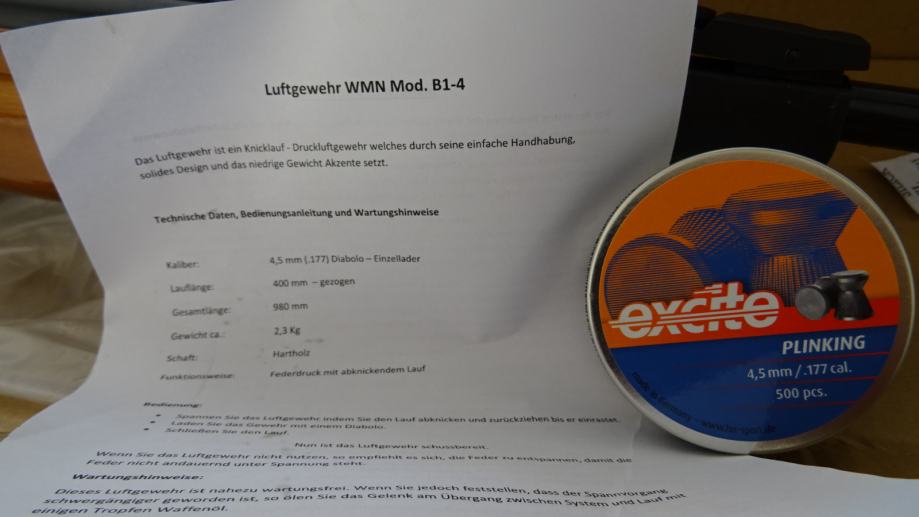 Luftgewehr WMN Mod. B1-4
Das Luftgewehr ist ein Knicklauf - Druckluftgewehr welches durch seine einfache Handhabung,
solides Design und das niedrige Gewicht Akzente setzt.
Technische Daten, Bedienungsanleitung und Wartungshinweise
Kaliber: 4,5 mm (.177) Diabolo – Einzellader
Lauflänge: 400 mm – gezogen
Gesamtlänge: 980 mm
Gewicht ca.: 2,3 Kg
Schaft: Hartholz
Funktionsweise: Federdruck mit abknickendem Lauf
Bedienung:
• Spannen Sie das Luftgewehr indem Sie den Lauf abknicken und zurückziehen bis er einrastet.
• Laden Sie das Gewehr mit einem Diabolo.
• Schließen Sie den Lauf.
Nun ist das Luftgewehr schussbereit.
Wenn Sie das Luftgewehr nicht nutzen, so empfiehlt es sich, die Feder zu entspannen, damit die
Feder nicht andauernd unter Spannung steht.
Wartungshinweise:
Dieses Luftgewehr ist nahezu wartungsfrei. Wenn Sie jedoch feststellen, dass der Spannvorgang
schwergängiger geworden ist, so ölen Sie das Gelenk am Übergang zwischen System und Lauf mit
einigen Tropfen Waffenöl.
excite
PLINKING
4,5 mm / .177 cal.
500 pcs.
made in Germany - www.hn-sport.de